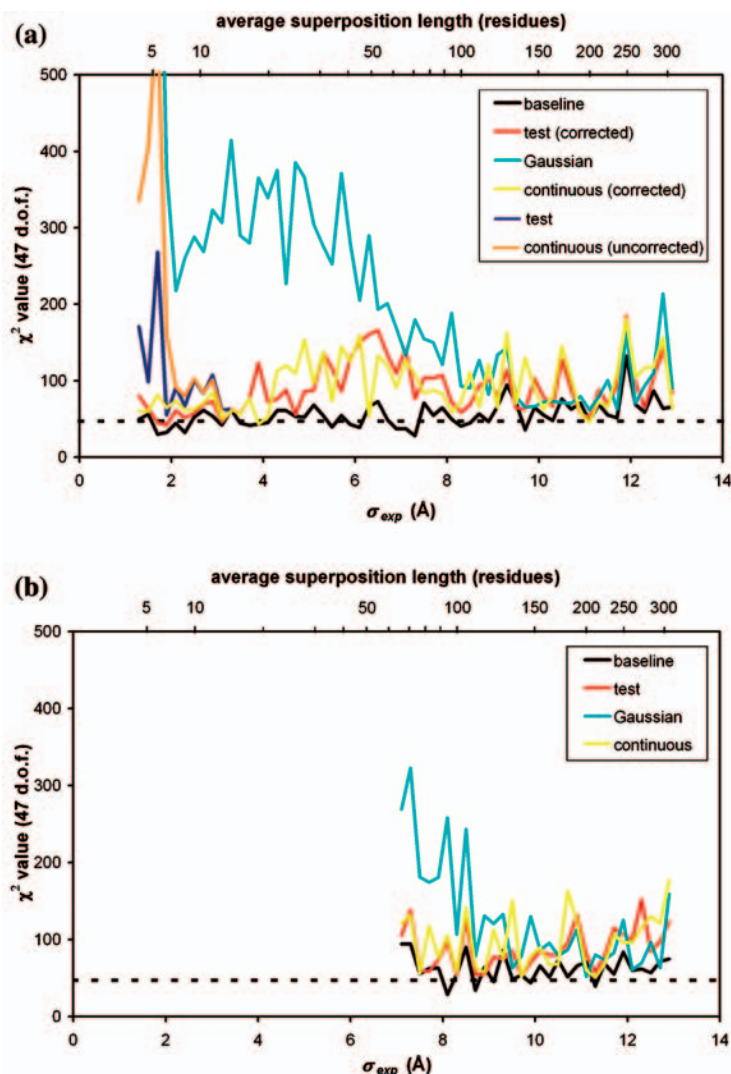 average superposition length (residues)
(a)
5 10 50 100 150 200 250 300
500
400
300
200
100
0
χ² value (47 d.o.f.)
baseline
test (corrected)
Gaussian
continuous (corrected)
test
continuous (uncorrected)
0 2 4 6 8 10 12 14
σexp (Å)
average superposition length (residues)
(b)
5 10 50 100 150 200 250 300
500
400
300
200
100
0
χ² value (47 d.o.f.)
baseline
test
Gaussian
continuous
0 2 4 6 8 10 12 14
σexp (Å)